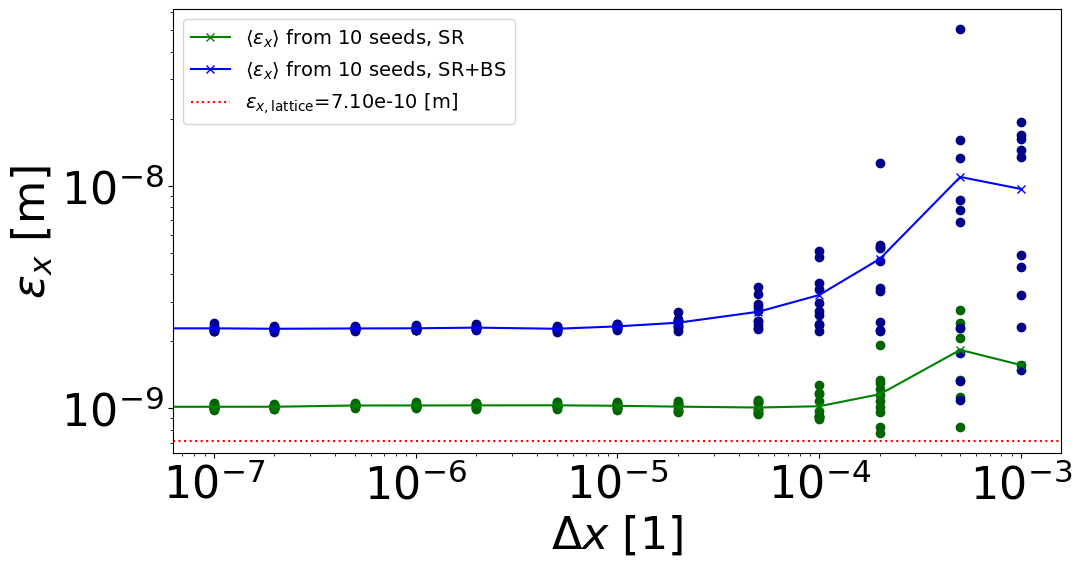 ⟨εx⟩ from 10 seeds, SR
⟨εx⟩ from 10 seeds, SR+BS
εx, lattice=7.10e-10 [m]
εx [m]
10⁻⁸
10⁻⁹
10⁻⁷ 10⁻⁶ 10⁻⁵ 10⁻⁴ 10⁻³
Δx [1]